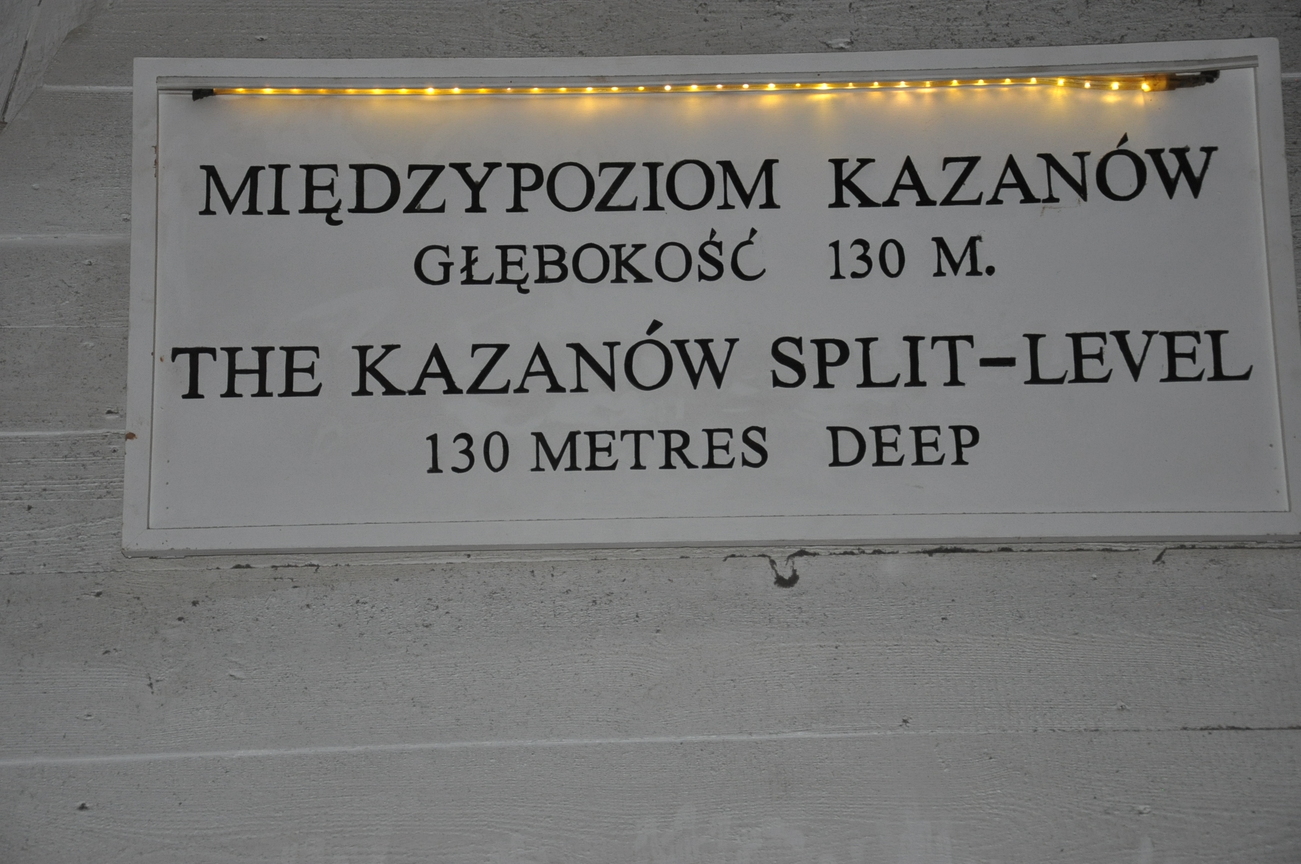 MIĘDZYPOZIOM KAZANÓW
GŁĘBOKOŚĆ 130 M.
THE KAZANÓW SPLIT-LEVEL
130 METRES DEEP